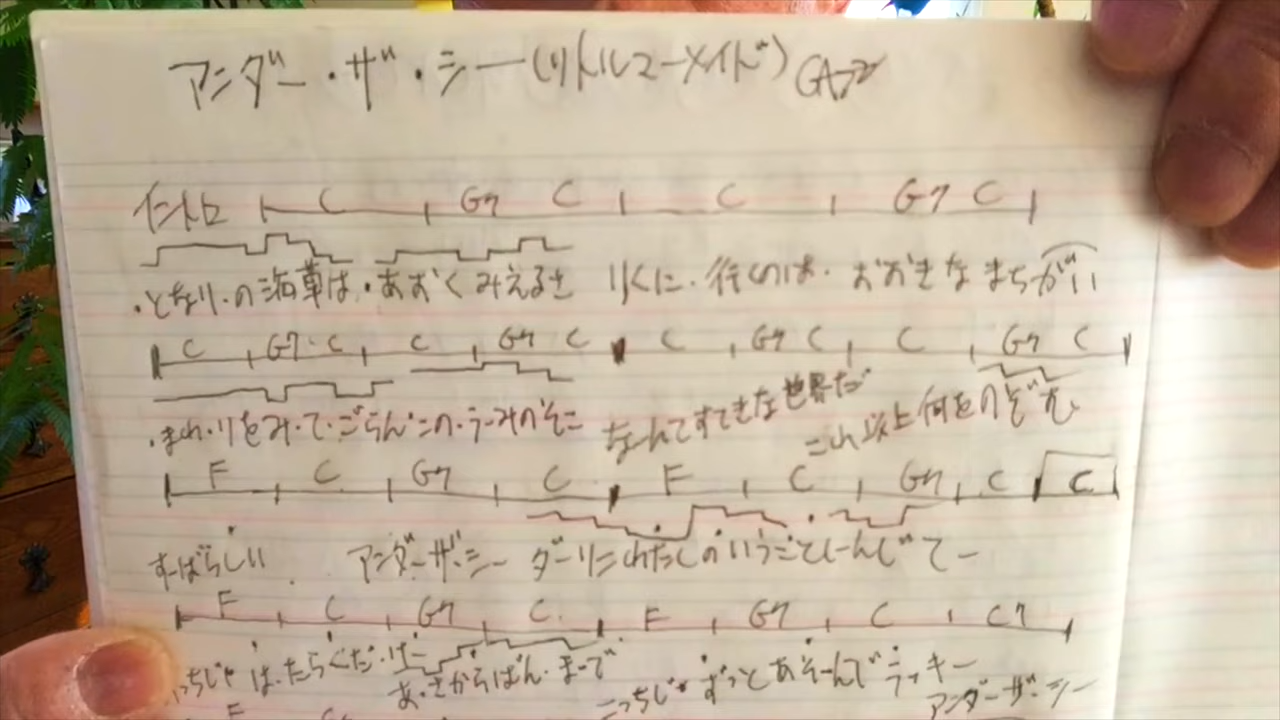 アンダー・ザ・シー(リトルマーメイド)
イントロ C G7 C C G7 C
・となり・の海草は・あおくみえるさ りくに・行くのは・おおきなまちがい
C G7・C C G7 C C G7 C C G7 C
・まわ・りをみ・て・ごらんこの・うーみのそこ なーんてすてきな世界だ これ以上何をのぞむ
F C G7 C F C G7 C C
すーばらしい アンダー・ザ・シー ダーリンわたしのいうことしーんじてー
F C G7 C F G7 C C7
っちじゃ は・たらくだ・けー あ・さからばん・まーで こっちじゃ ずっと あそーんで ラッキー アンダー・ザ・シー
F